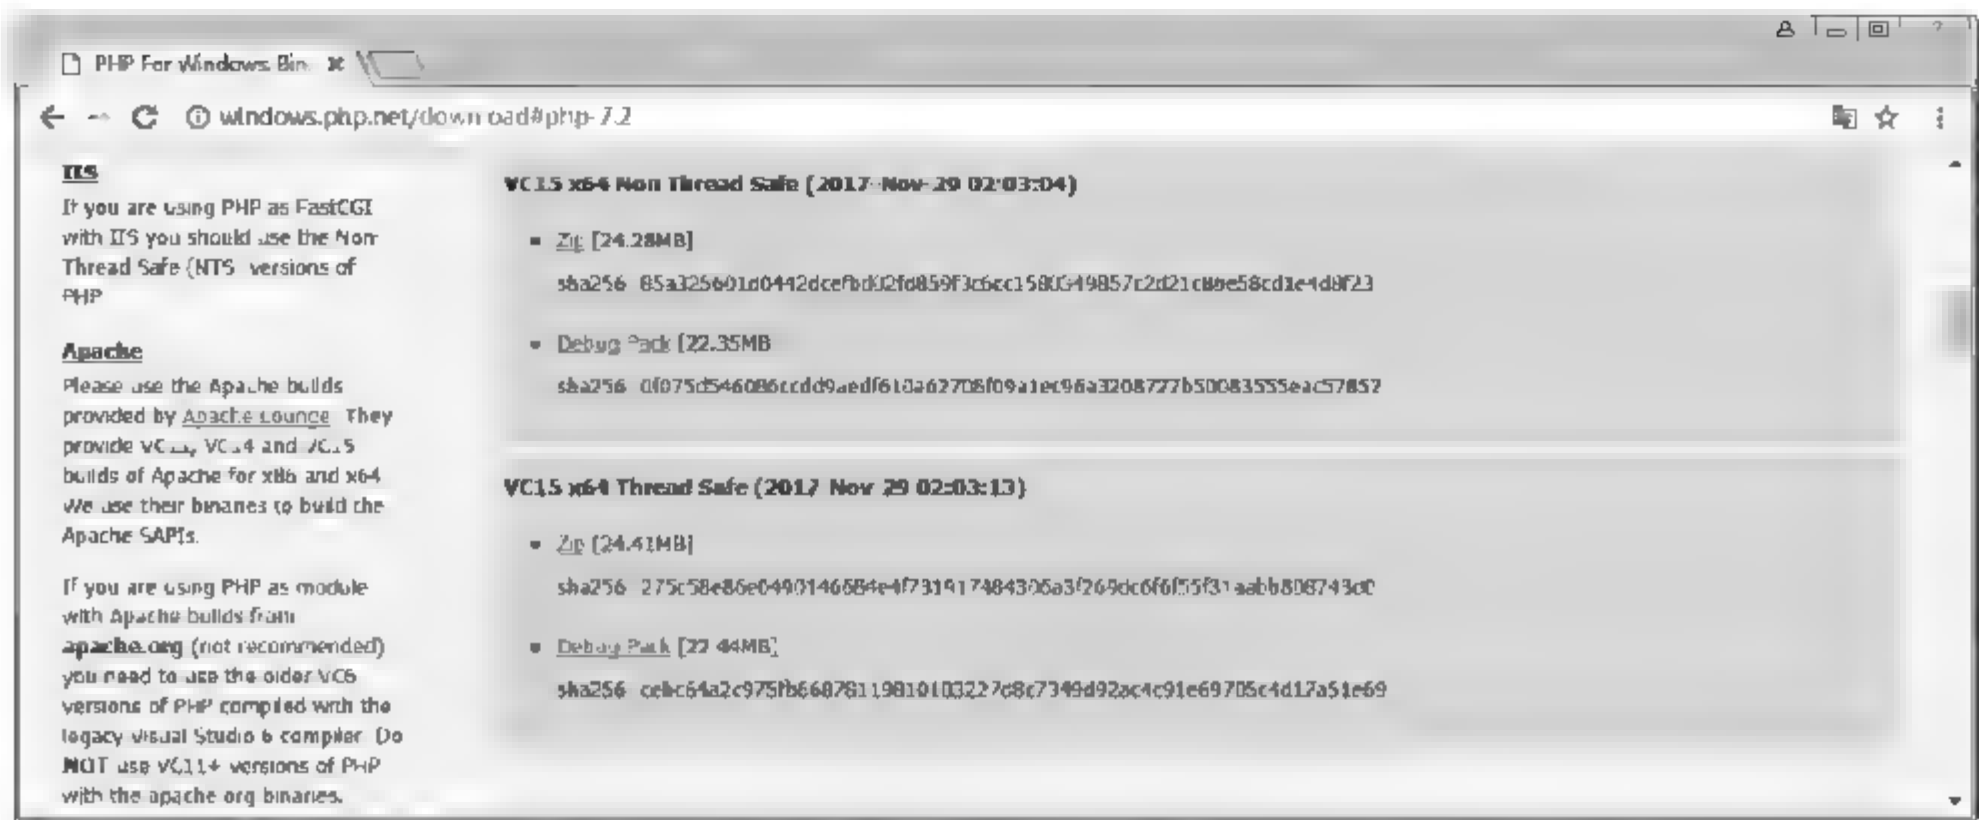 PHP For Windows: Bin
windows.php.net/download#php-7.2
IIS
If you are using PHP as FastCGI
with IIS you should use the Non-
Thread Safe (NTS) versions of
PHP
Apache
Please use the Apache builds
provided by Apache Lounge. They
provide VC14 and VC15
builds of Apache for x86 and x64.
We use their binaries to build the
Apache SAPIs.
If you are using PHP as module
with Apache builds from
apache.org (not recommended)
you need to use the older VC6
versions of PHP compiled with the
legacy Visual Studio 6 compiler. Do
NOT use VC11+ versions of PHP
with the apache.org binaries.
VC15 x64 Non Thread Safe (2017-Nov-29 02:03:04)
Zip [24.28MB]
sha256
Debug Pack [22.35MB]
sha256
VC15 x64 Thread Safe (2017-Nov-29 02:03:13)
Zip [24.41MB]
sha256
Debug Pack [22.44MB]
sha256